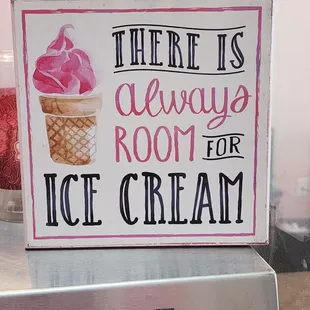 THERE IS
always
ROOM FOR
ICE CREAM